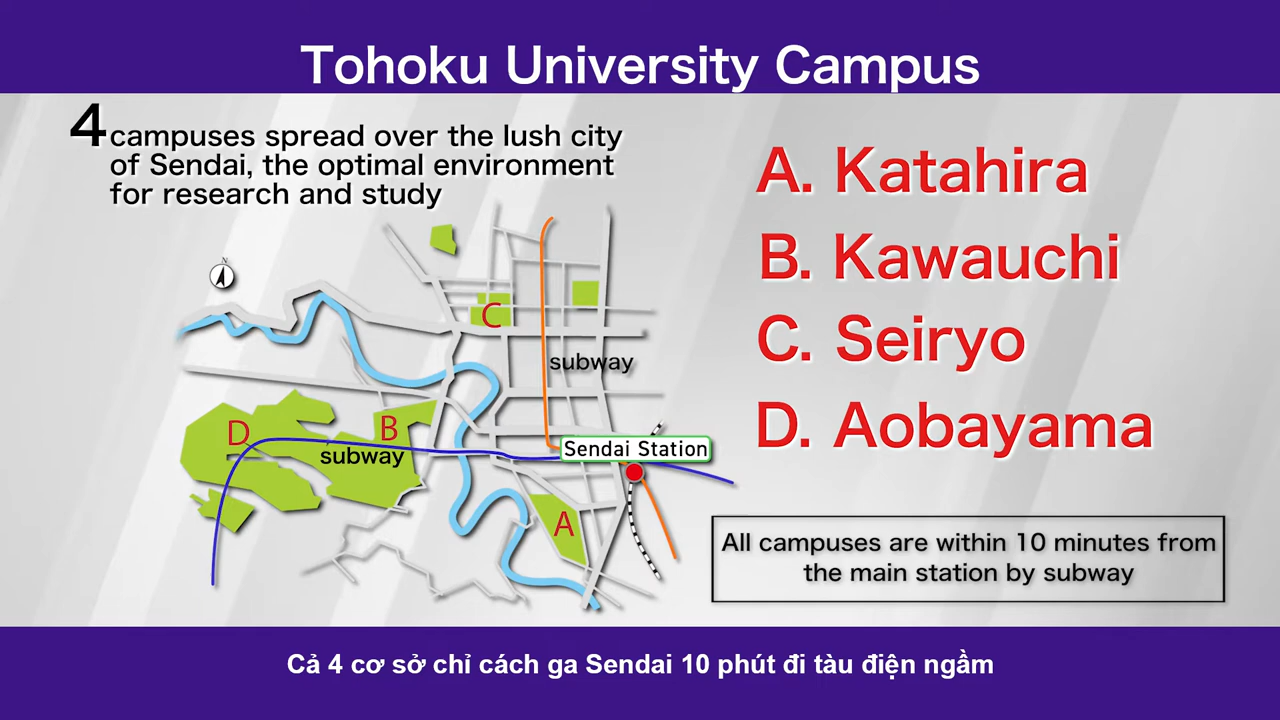 Tohoku University Campus
4 campuses spread over the lush city
of Sendai, the optimal environment
for research and study
A. Katahira
B. Kawauchi
C. Seiryo
D. Aobayama
N
C
subway
D
B
subway
Sendai Station
A
All campuses are within 10 minutes from
the main station by subway
Cả 4 cơ sở chỉ cách ga Sendai 10 phút đi tàu điện ngầm